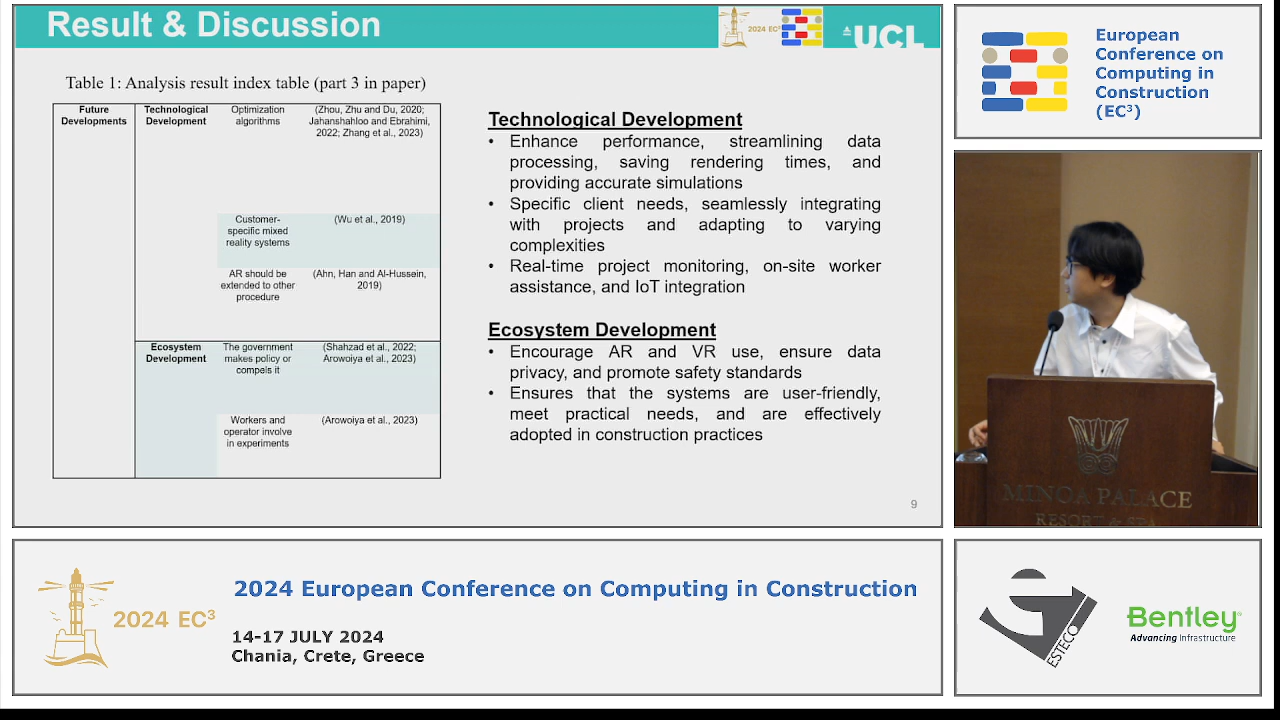 Result & Discussion
2024 EC³
UCL
Table 1: Analysis result index table (part 3 in paper)
Future
Developments
Technological
Development
Optimization
algorithms
(Zhou, Zhu and Du, 2020;
Jahanshahloo and Ebrahimi,
2022; Zhang et al., 2023)
Customer-
specific mixed
reality systems
(Wu et al., 2019)
AR should be
extended to other
procedure
(Ahn, Han and Al-Hussein,
2019)
Ecosystem
Development
The government
makes policy or
compels it
(Shahzad et al., 2022;
Arowoiya et al., 2023)
Workers and
operator involve
in experiments
(Arowoiya et al., 2023)
Technological Development
• Enhance performance, streamlining data
processing, saving rendering times, and
providing accurate simulations
• Specific client needs, seamlessly integrating
with projects and adapting to varying
complexities
• Real-time project monitoring, on-site worker
assistance, and IoT integration
Ecosystem Development
• Encourage AR and VR use, ensure data
privacy, and promote safety standards
• Ensures that the systems are user-friendly,
meet practical needs, and are effectively
adopted in construction practices
9
European
Conference on
Computing in
Construction
(EC³)
MINOA PALACE
RESORT & SPA
2024 EC³
2024 European Conference on Computing in Construction
14-17 JULY 2024
Chania, Crete, Greece
ESTECO
Bentley
Advancing Infrastructure